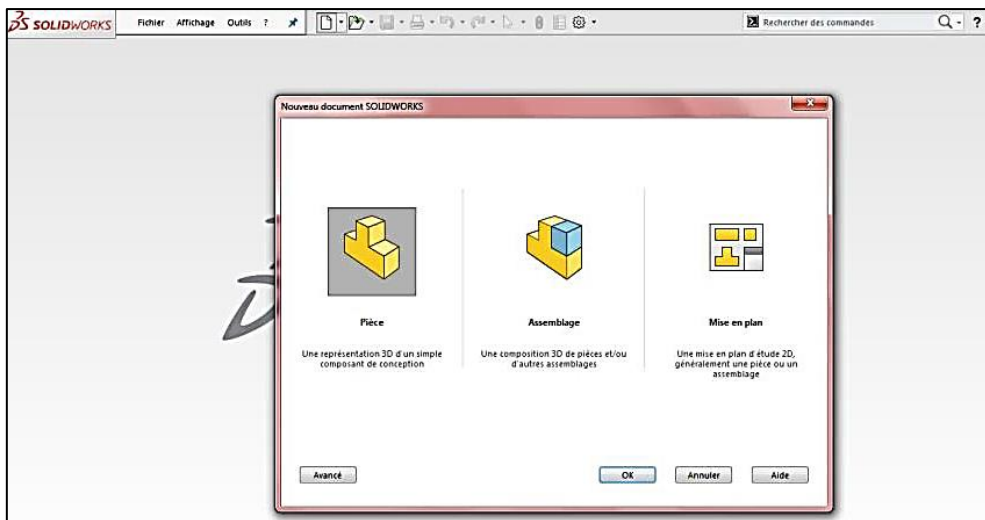 SOLIDWORKS Fichier Affichage Outils ? Rechercher des commandes ?
Nouveau document SOLIDWORKS
Pièce
Une représentation 3D d'un simple
composant de conception
Assemblage
Une composition 3D de pièces et/ou
d'autres assemblages
Mise en plan
Une mise en plan d'étude 2D,
généralement une pièce ou un
assemblage
Avancé OK Annuler Aide